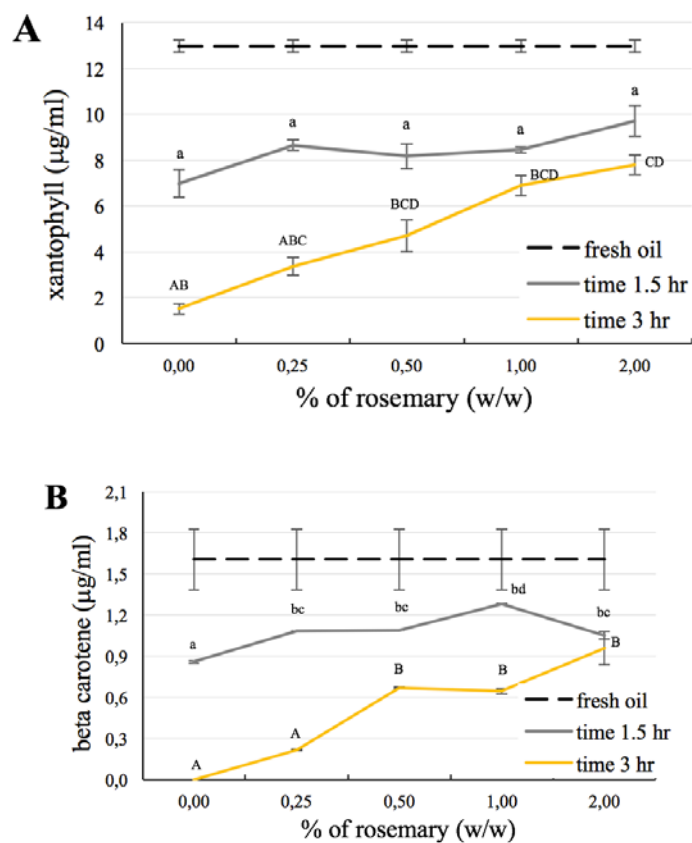 A
14
12
10
8
6
4
2
0
xantophyll (µg/ml)
a
a
a
a
a
AB
ABC
BCD
BCD
CD
fresh oil
time 1.5 hr
time 3 hr
0,00 0,25 0,50 1,00 2,00
% of rosemary (w/w)
B
2,1
1,8
1,5
1,2
0,9
0,6
0,3
0,0
beta carotene (µg/ml)
a
bc
bc
bd
bc
A
A
B
B
B
fresh oil
time 1.5 hr
time 3 hr
0,00 0,25 0,50 1,00 2,00
% of rosemary (w/w)